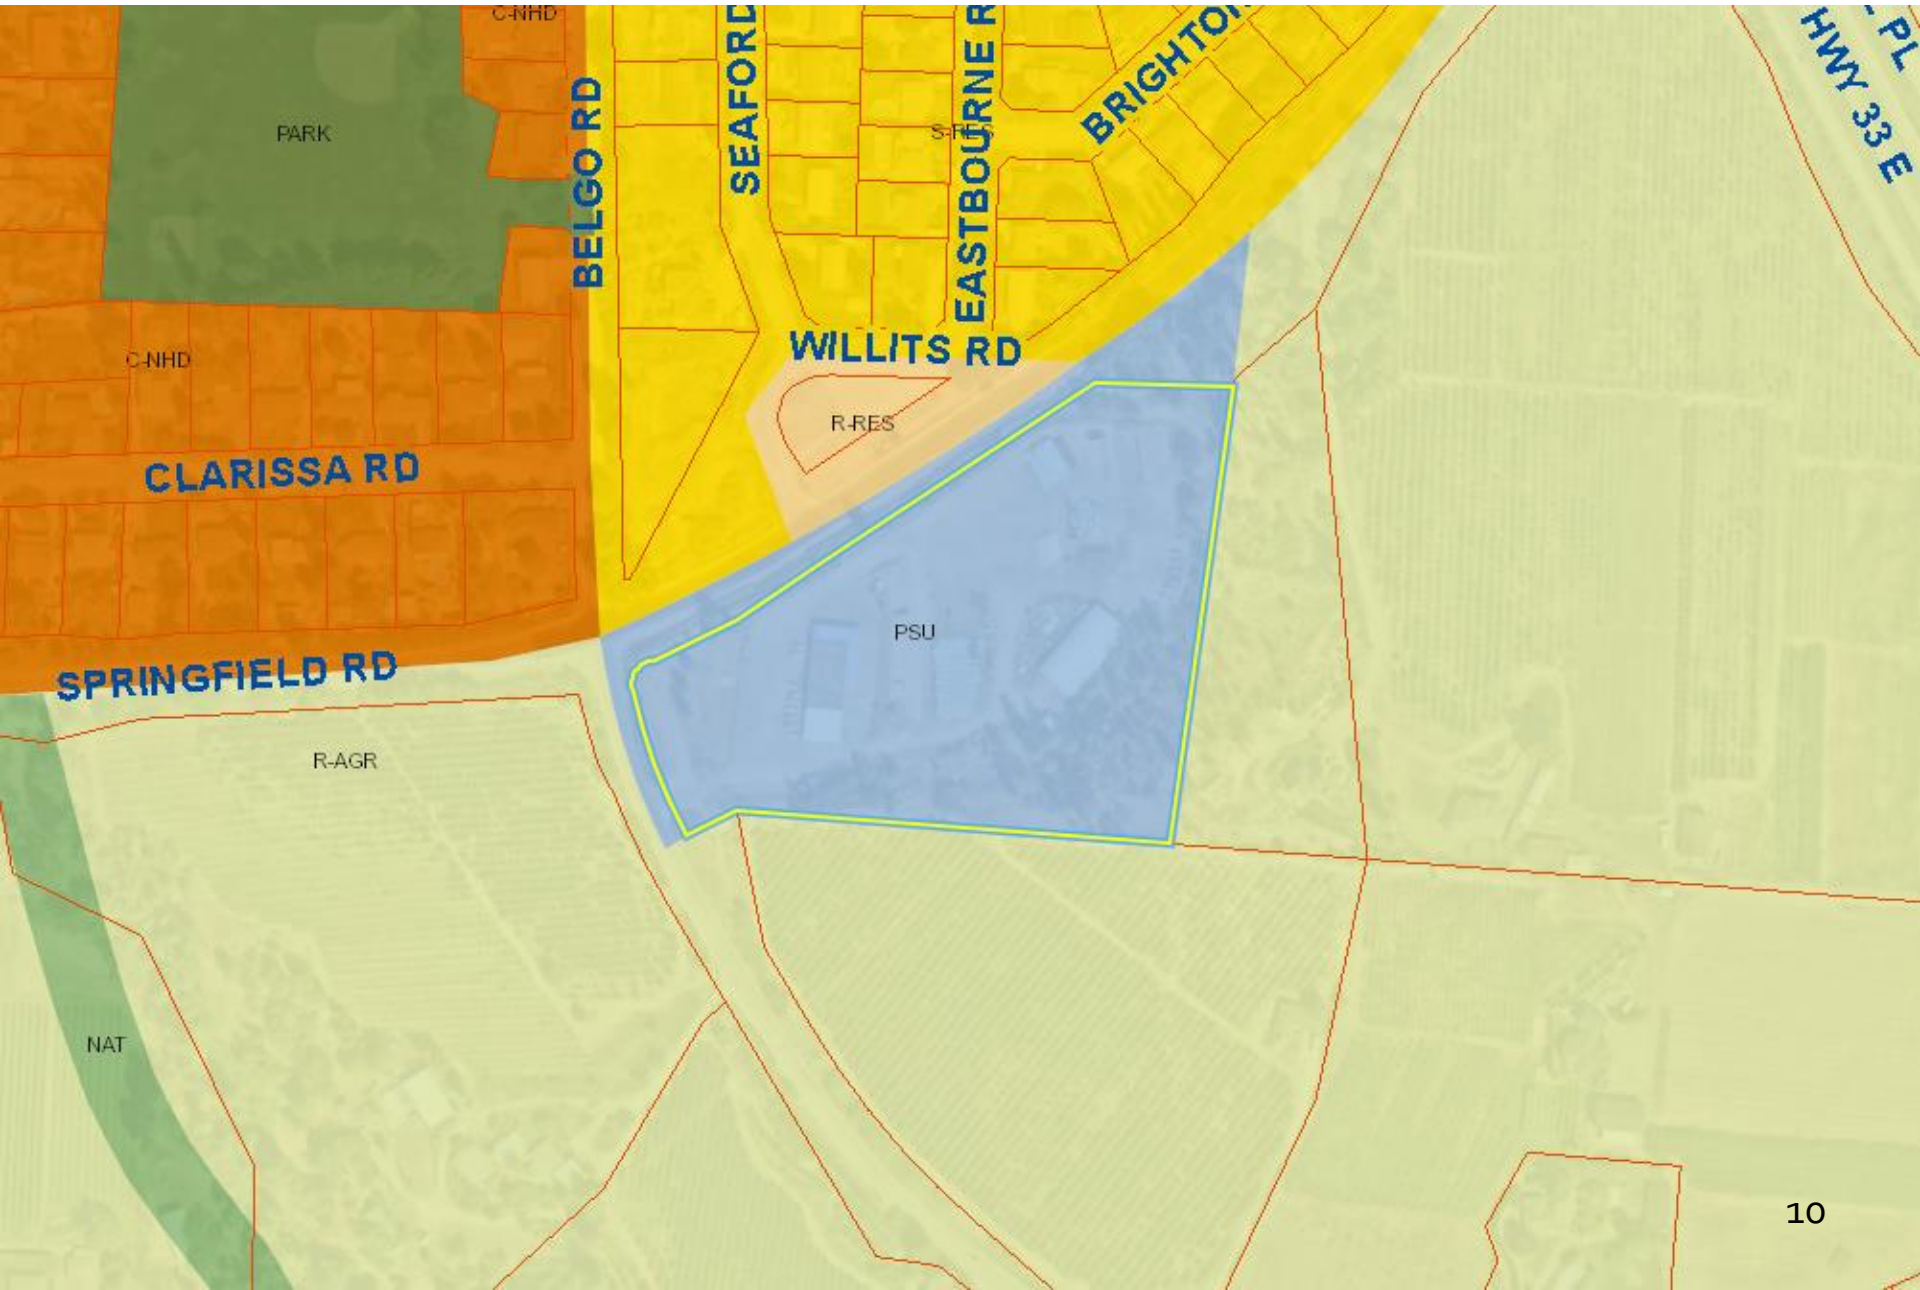 C-NHD
PARK
BELGO RD
SEAFORD
EASTBOURNE R
S-RES
BRIGHTON
PL
HWY 33 E
C-NHD
WILLITS RD
R-RES
CLARISSA RD
PSU
SPRINGFIELD RD
R-AGR
NAT
10